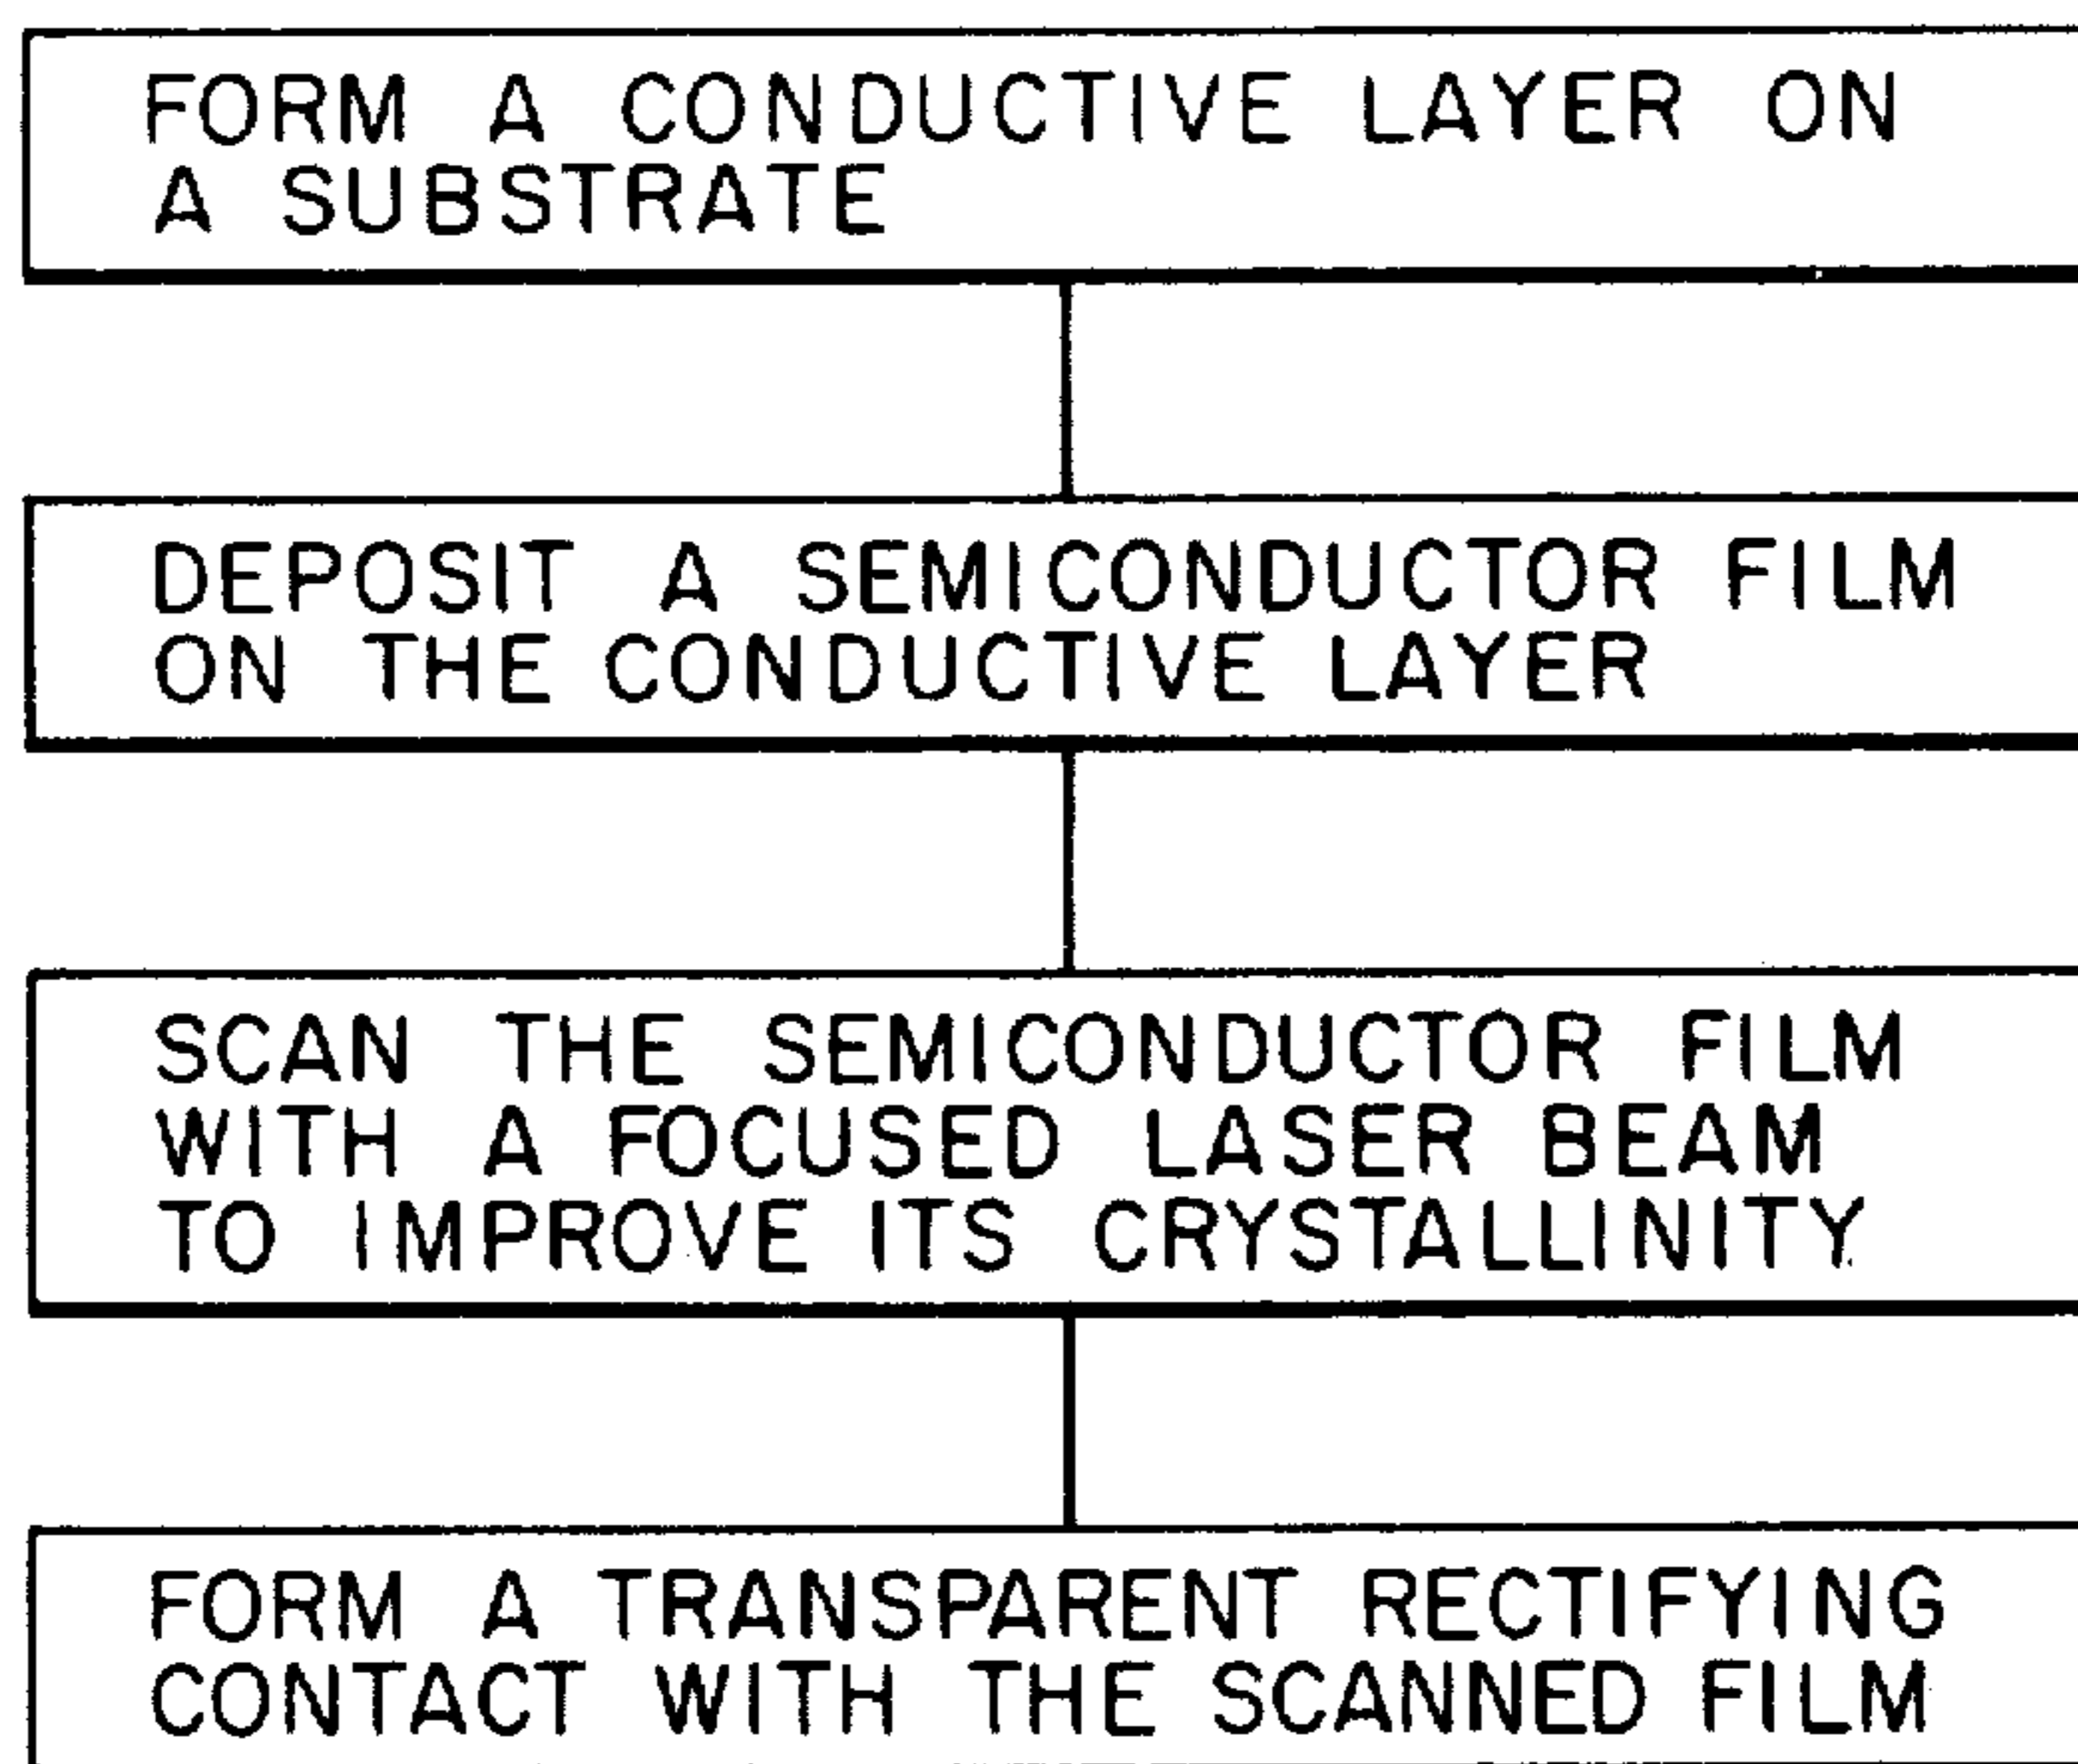 FORM A CONDUCTIVE LAYER ON
A SUBSTRATE
DEPOSIT A SEMICONDUCTOR FILM
ON THE CONDUCTIVE LAYER
SCAN THE SEMICONDUCTOR FILM
WITH A FOCUSED LASER BEAM
TO IMPROVE ITS CRYSTALLINITY
FORM A TRANSPARENT RECTIFYING
CONTACT WITH THE SCANNED FILM